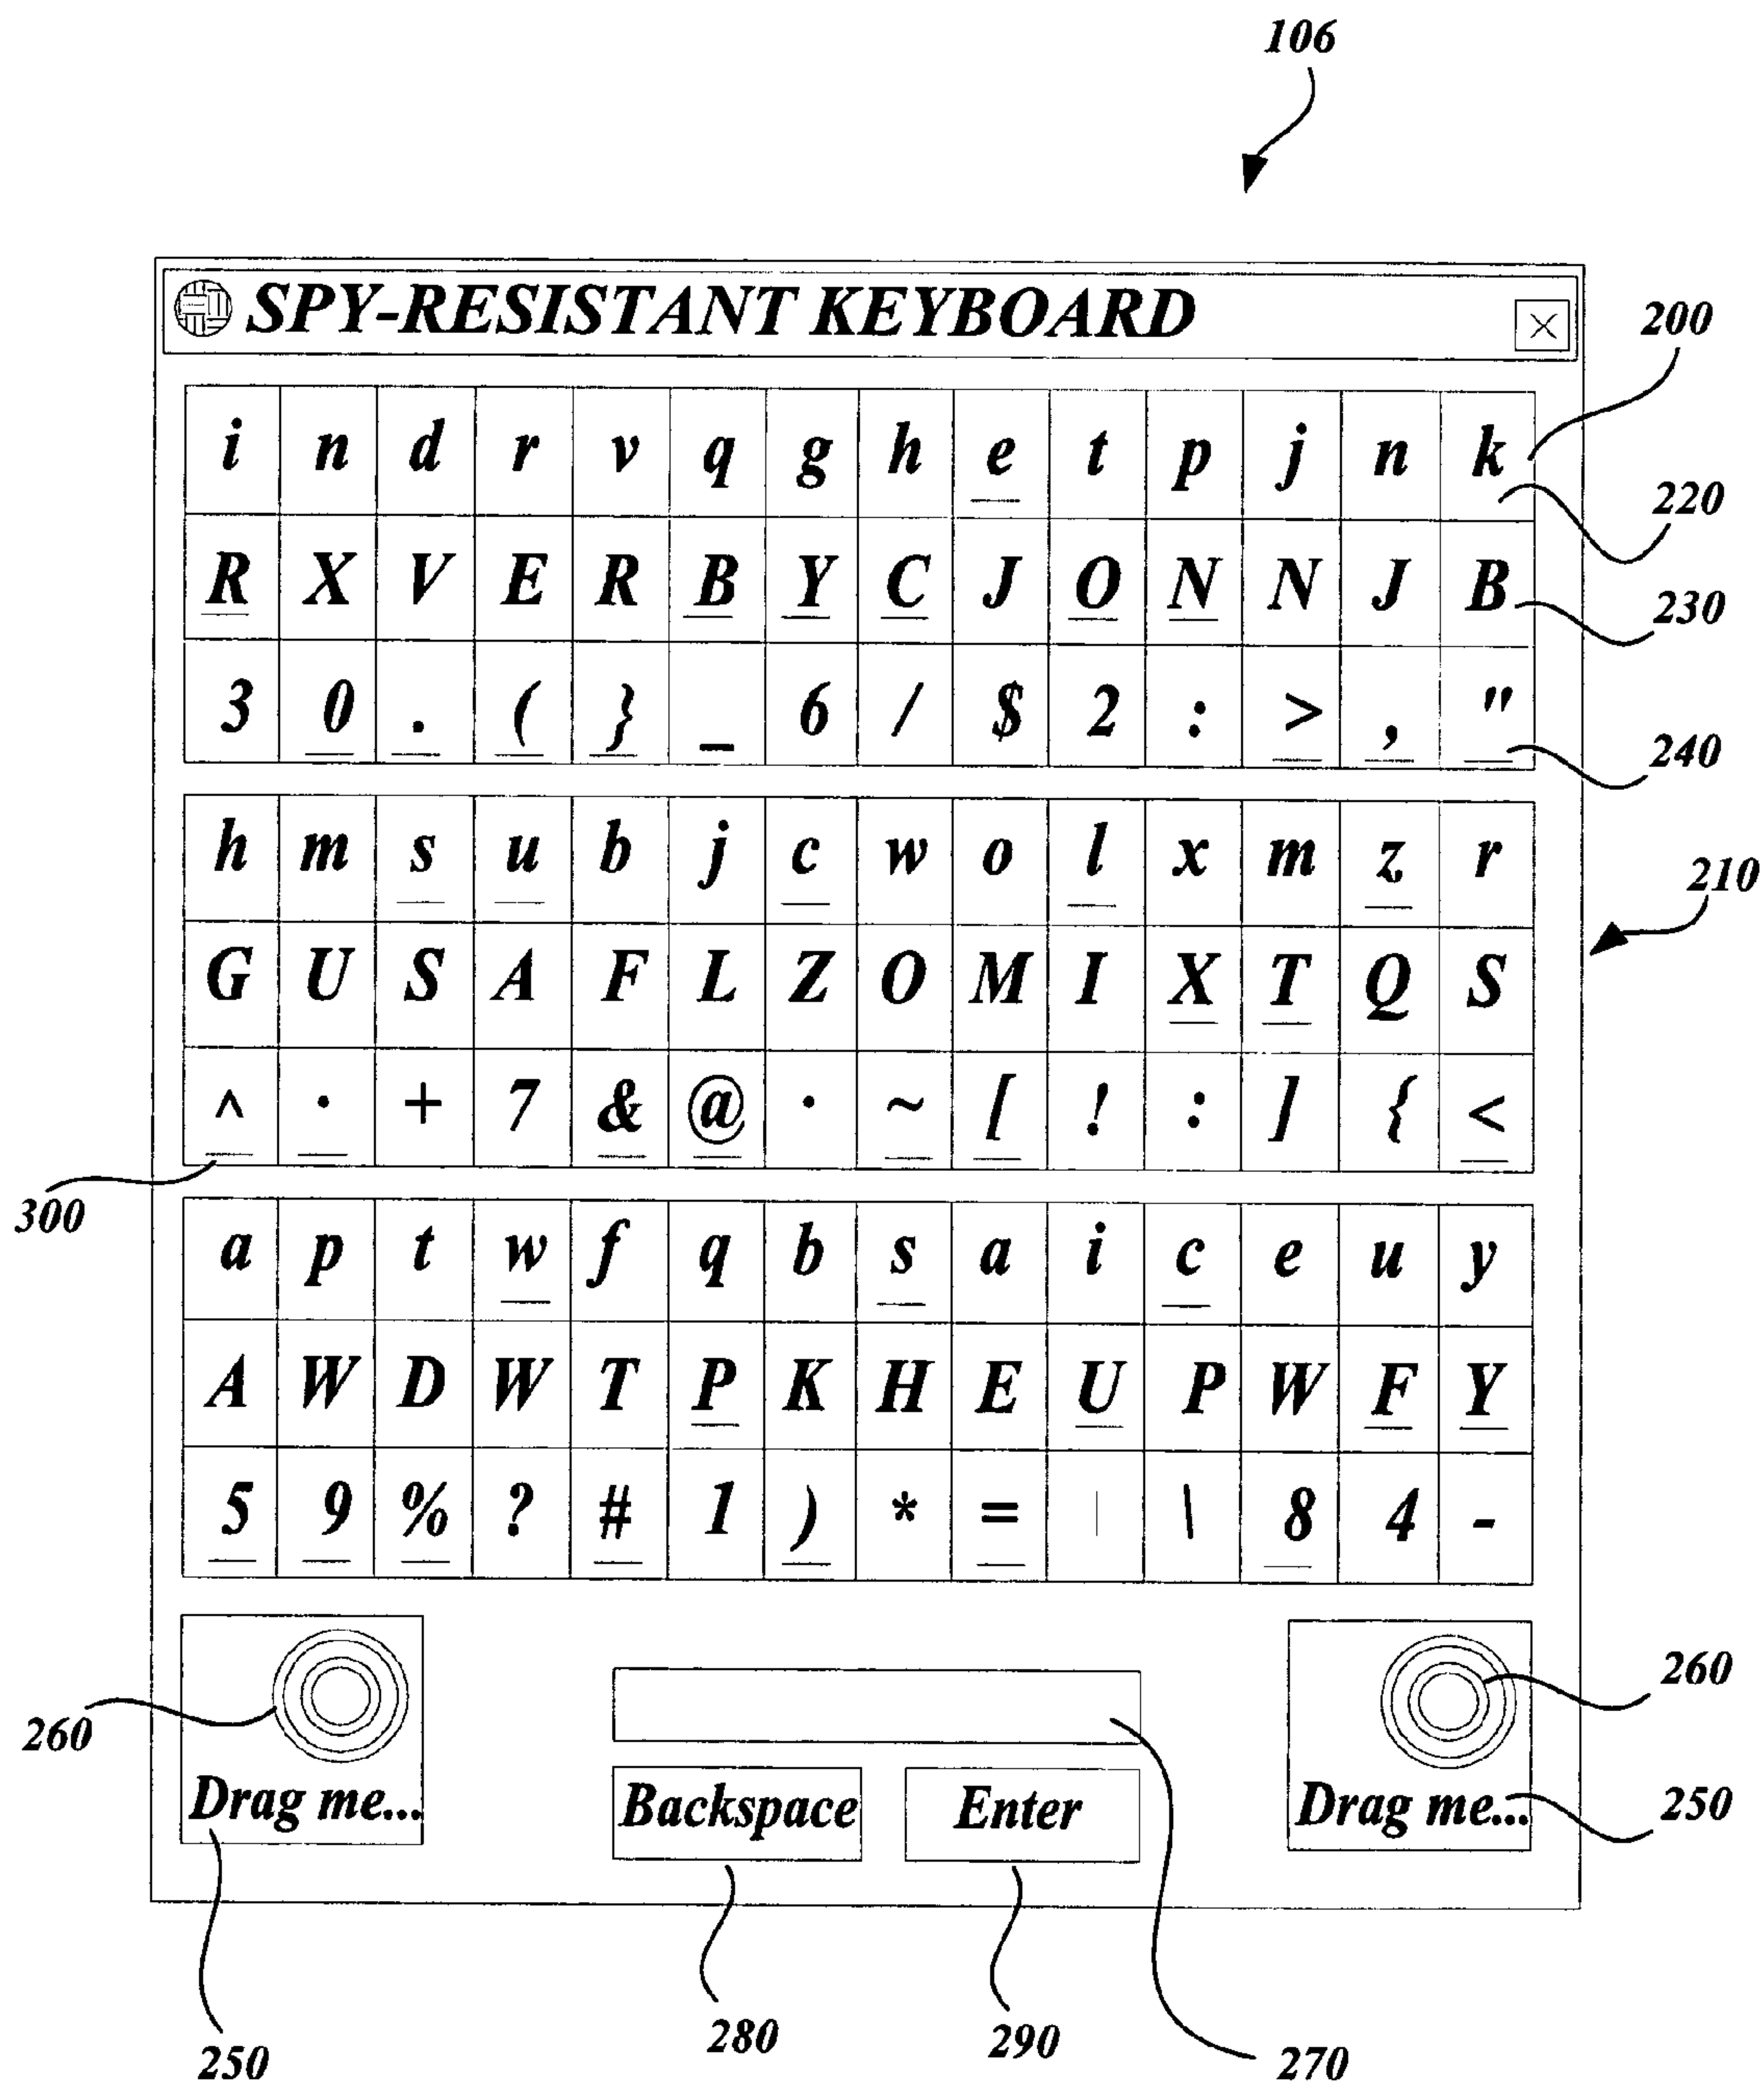 106
SPY-RESISTANT KEYBOARD
200
i n d r v q g h e t p j n k
220
R X V E R B Y C J O N N J B
230
3 0 . ( } _ 6 / $ 2 : > , "
240
h m s u b j c w o l x m z r
210
G U S A F L Z O M I X T Q S
^ · + 7 & @ · ~ [ ! : ] { <
300
a p t w f q b s a i c e u y
A W D W T P K H E U P W F Y
5 9 % ? # 1 ) * = | \ 8 4 -
260
260
Drag me...
Backspace
Enter
Drag me...
250
250
280
290
270